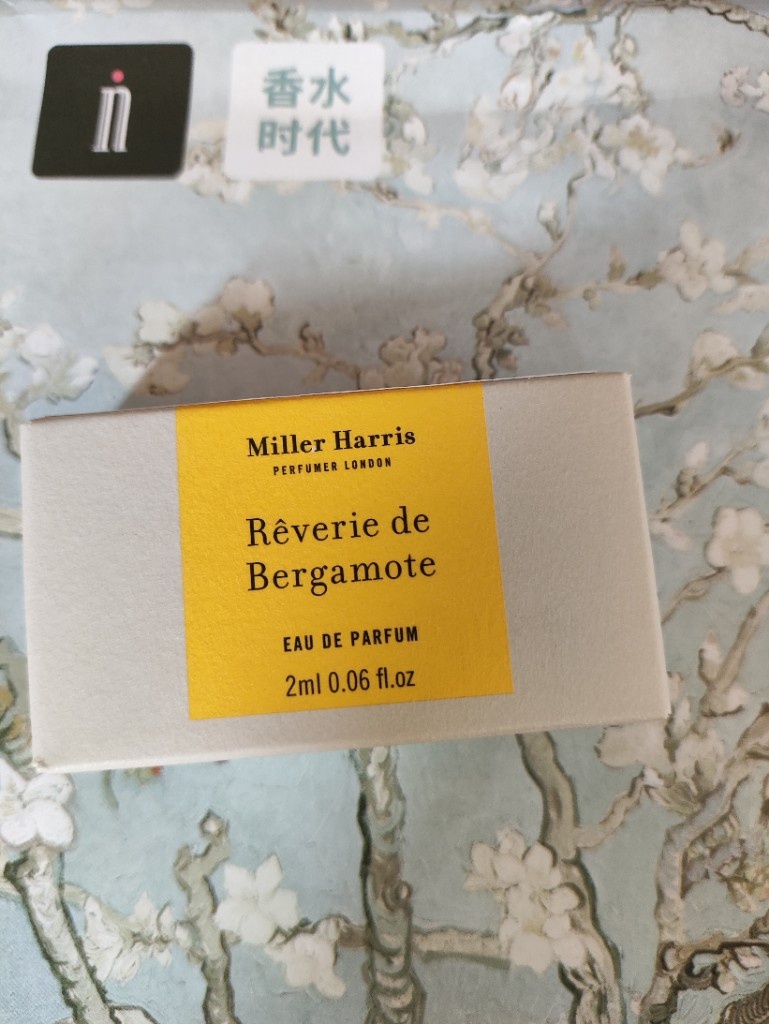 n
香水
时代
Miller Harris
PERFUMER LONDON
Rêverie de
Bergamote
EAU DE PARFUM
2ml 0.06 fl.oz